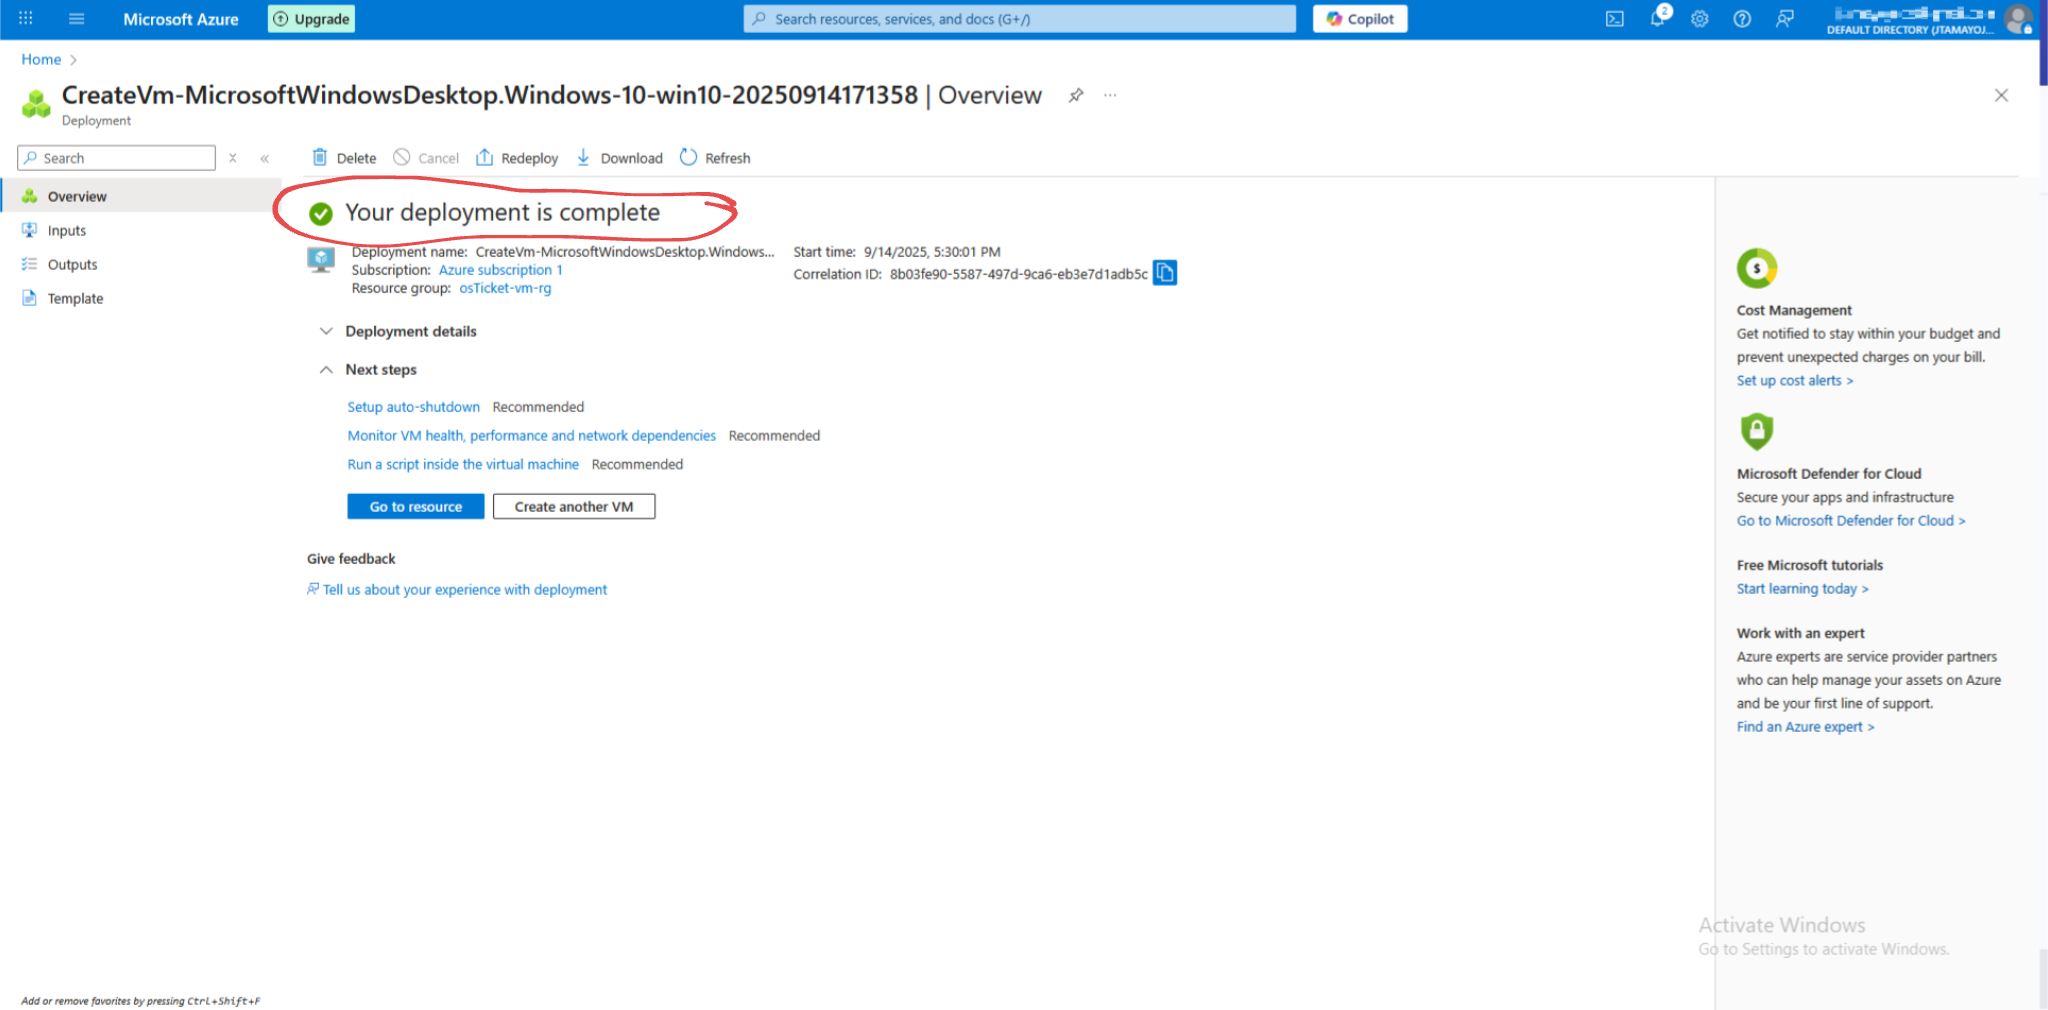 Microsoft Azure
Upgrade
Search resources, services, and docs (G+/)
Copilot
2
DEFAULT DIRECTORY (JTAMAYOJ...
Home >
CreateVm-MicrosoftWindowsDesktop.Windows-10-win10-20250914171358 | Overview
...
Deployment
Search
Delete
Cancel
Redeploy
Download
Refresh
Overview
Inputs
Outputs
Template
Your deployment is complete
Deployment name: CreateVm-MicrosoftWindowsDesktop.Windows...
Subscription: Azure subscription 1
Resource group: osTicket-vm-rg
Start time: 9/14/2025, 5:30:01 PM
Correlation ID: 8b03fe90-5587-497d-9ca6-eb3e7d1adb5c
Deployment details
Next steps
Setup auto-shutdown Recommended
Monitor VM health, performance and network dependencies Recommended
Run a script inside the virtual machine Recommended
Go to resource
Create another VM
Give feedback
Tell us about your experience with deployment
Cost Management
Get notified to stay within your budget and
prevent unexpected charges on your bill.
Set up cost alerts >
Microsoft Defender for Cloud
Secure your apps and infrastructure
Go to Microsoft Defender for Cloud >
Free Microsoft tutorials
Start learning today >
Work with an expert
Azure experts are service provider partners
who can help manage your assets on Azure
and be your first line of support.
Find an Azure expert >
Activate Windows
Go to Settings to activate Windows.
Add or remove favorites by pressing Ctrl+Shift+F